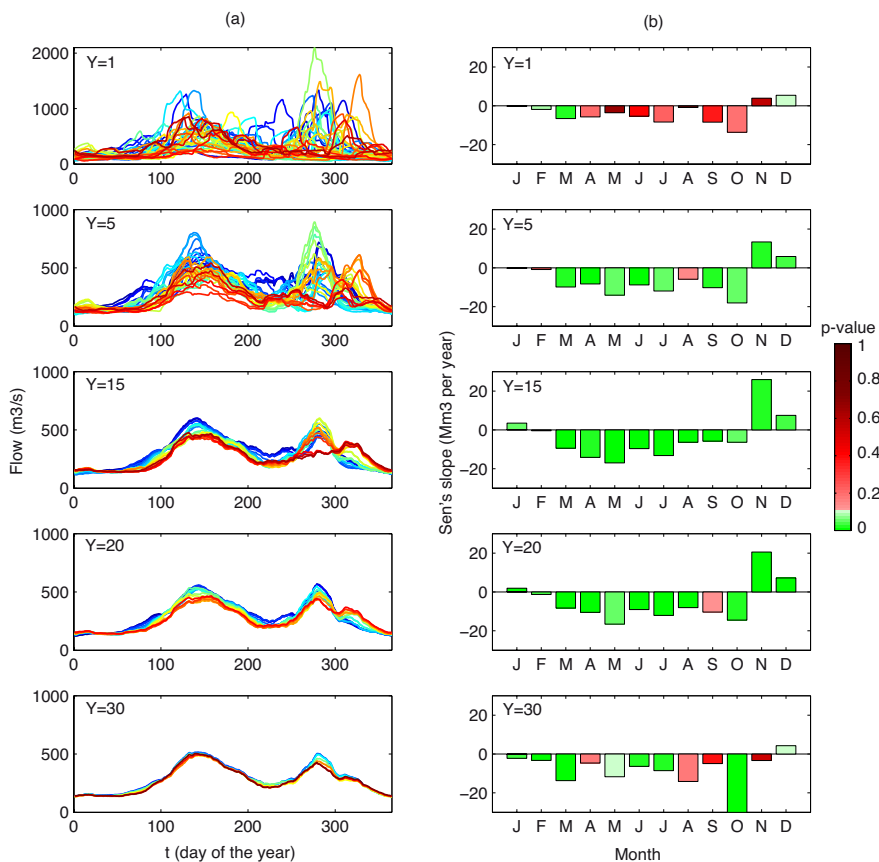 (a)
(b)
Y=1
2100
1000
500
0
0 100 200 300
Y=1
20
0
−20
J F M A M J J A S O N D
Y=5
1000
500
0
0 100 200 300
Y=5
20
0
−20
J F M A M J J A S O N D
Y=15
1000
500
0
0 100 200 300
Y=15
20
0
−20
J F M A M J J A S O N D
Y=20
1000
500
0
0 100 200 300
Y=20
20
0
−20
J F M A M J J A S O N D
Y=30
1000
500
0
0 100 200 300
Y=30
20
0
−20
J F M A M J J A S O N D
Flow (m3/s)
t (day of the year)
Sen's slope (Mm3 per year)
Month
p-value
1
0.8
0.6
0.4
0.2
0